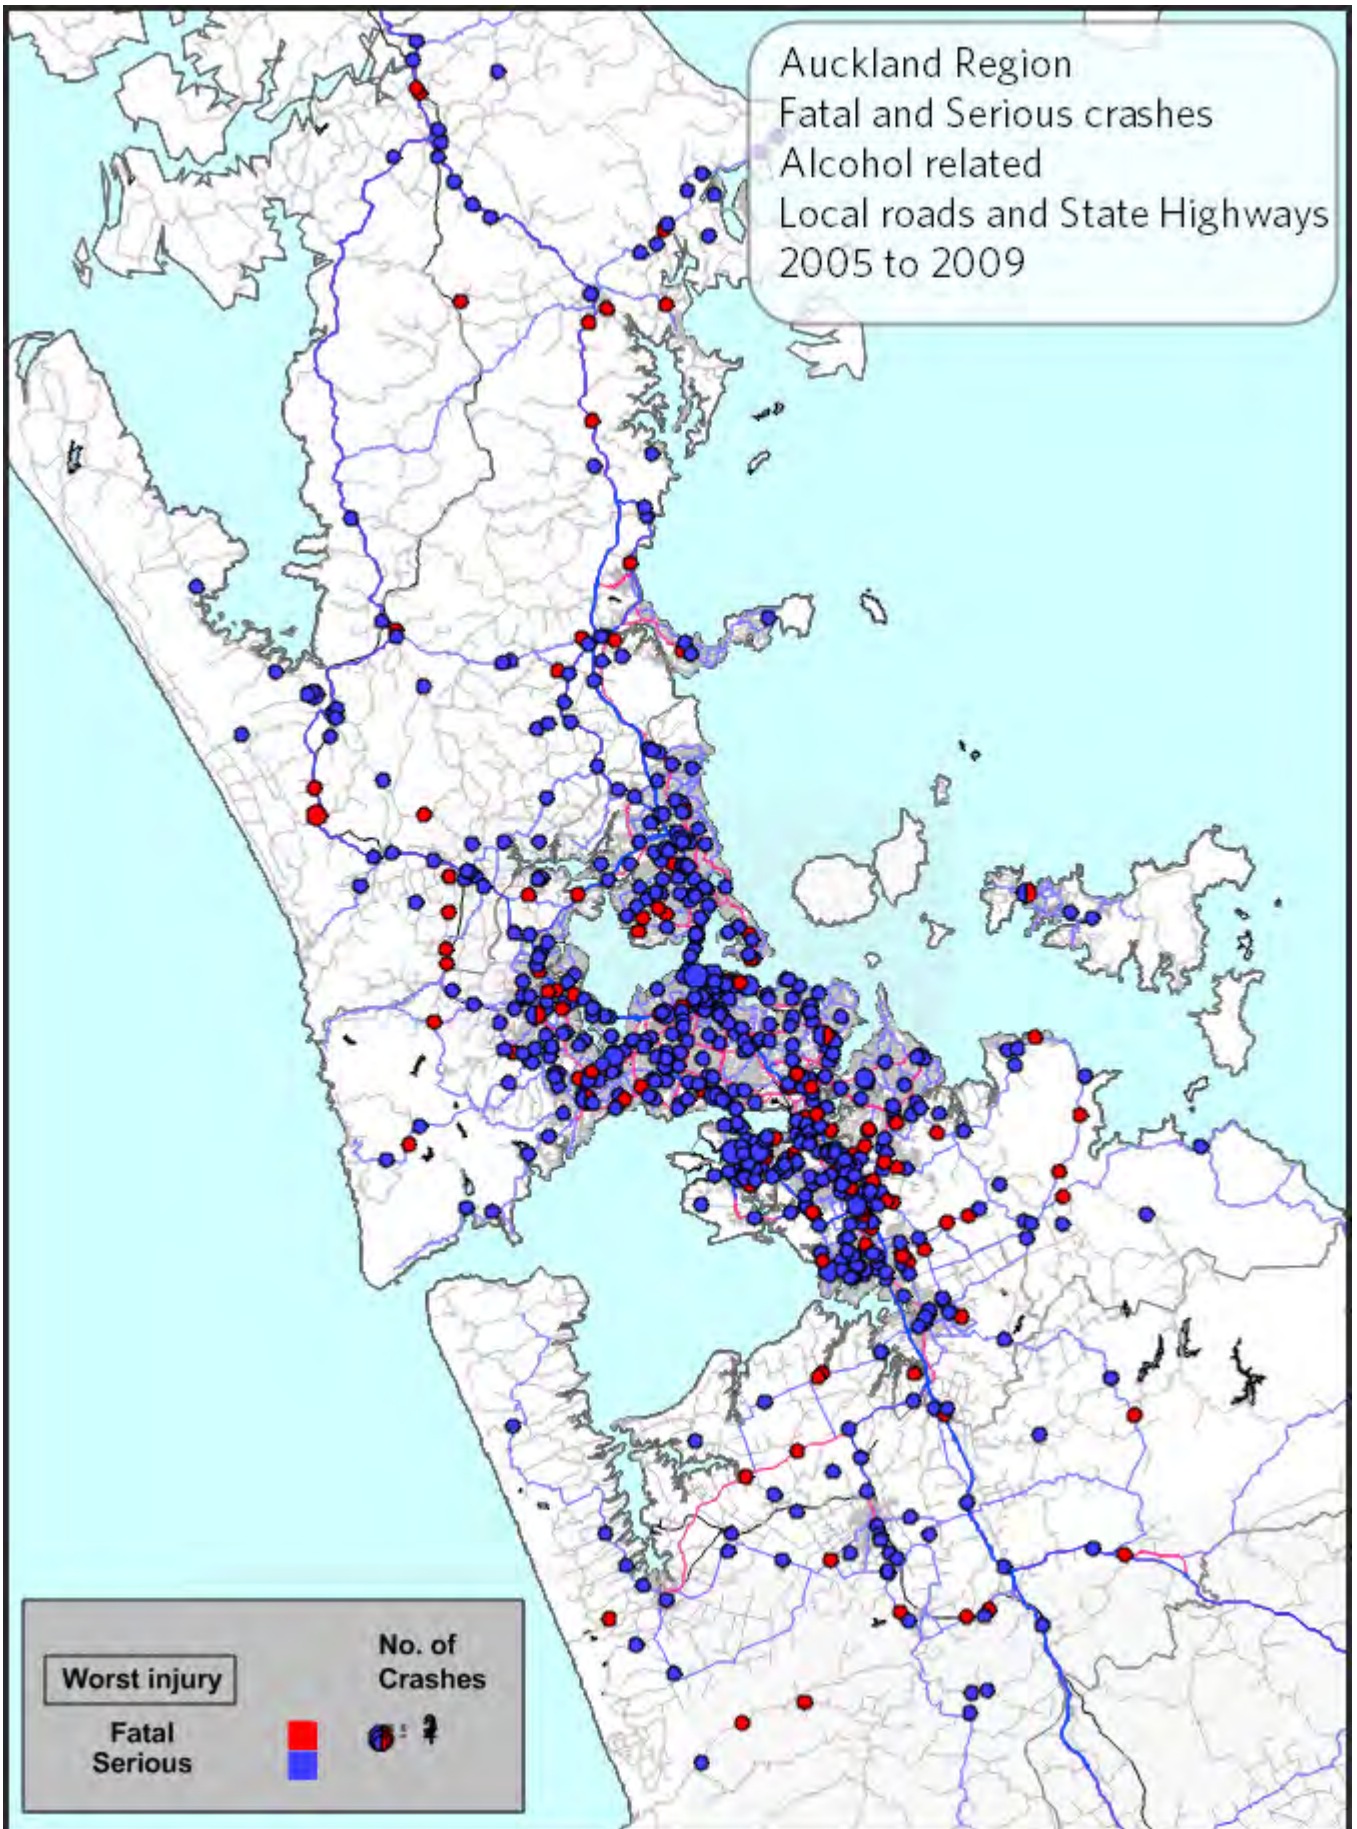 Auckland Region
Fatal and Serious crashes
Alcohol related
Local roads and State Highways
2005 to 2009
No. of
Crashes
Worst injury
Fatal
Serious